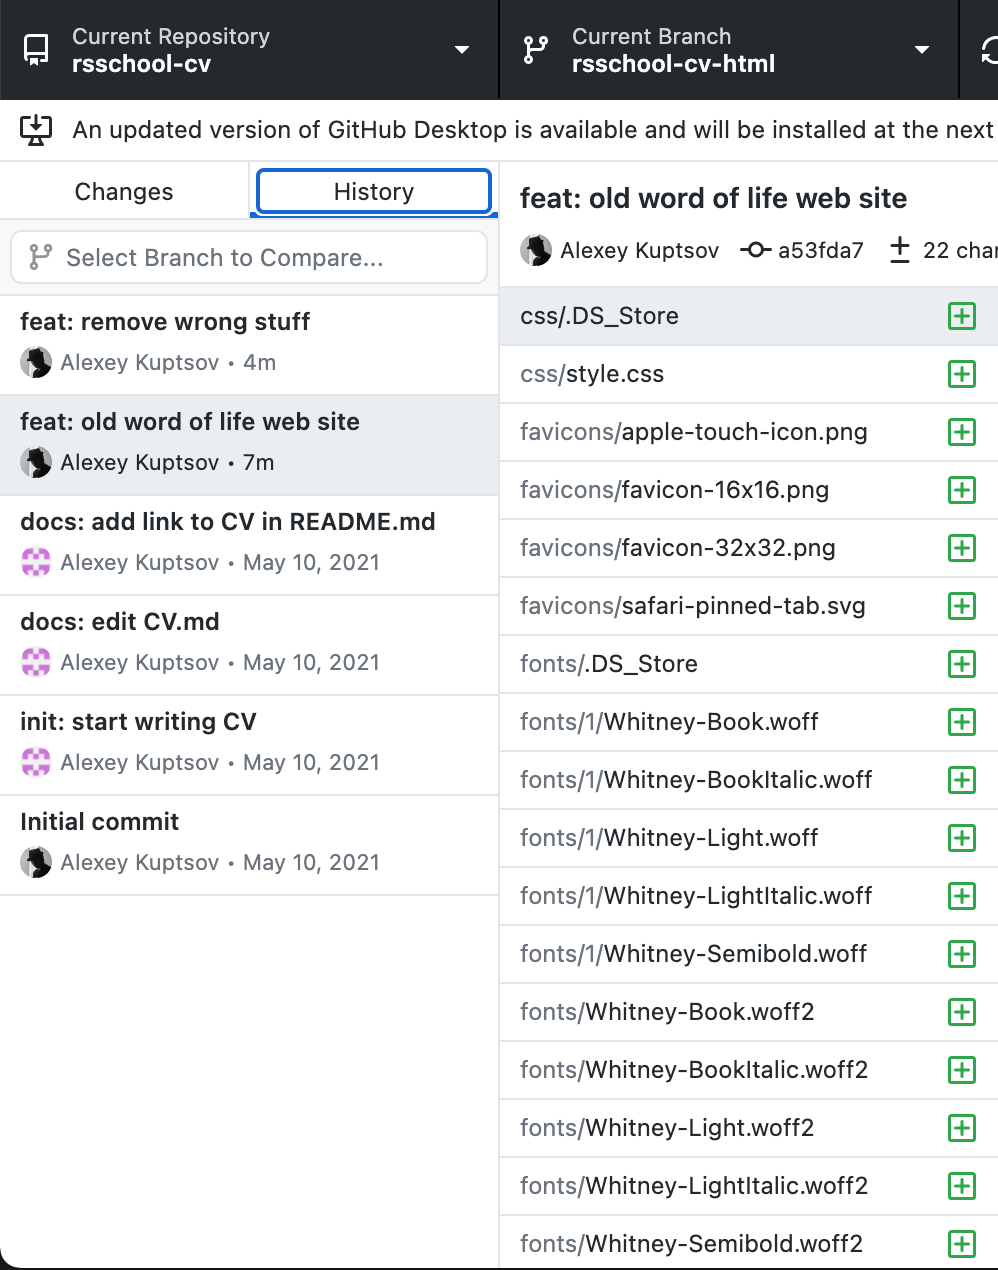 Current Repository
rsschool-cv
Current Branch
rsschool-cv-html
An updated version of GitHub Desktop is available and will be installed at the next
Changes
History
Select Branch to Compare...
feat: remove wrong stuff
Alexey Kuptsov • 4m
feat: old word of life web site
Alexey Kuptsov • 7m
docs: add link to CV in README.md
Alexey Kuptsov • May 10, 2021
docs: edit CV.md
Alexey Kuptsov • May 10, 2021
init: start writing CV
Alexey Kuptsov • May 10, 2021
Initial commit
Alexey Kuptsov • May 10, 2021
feat: old word of life web site
Alexey Kuptsov a53fda7 22
css/.DS_Store
css/style.css
favicons/apple-touch-icon.png
favicons/favicon-16x16.png
favicons/favicon-32x32.png
favicons/safari-pinned-tab.svg
fonts/.DS_Store
fonts/1/Whitney-Book.woff
fonts/1/Whitney-BookItalic.woff
fonts/1/Whitney-Light.woff
fonts/1/Whitney-LightItalic.woff
fonts/1/Whitney-Semibold.woff
fonts/Whitney-Book.woff2
fonts/Whitney-BookItalic.woff2
fonts/Whitney-Light.woff2
fonts/Whitney-LightItalic.woff2
fonts/Whitney-Semibold.woff2